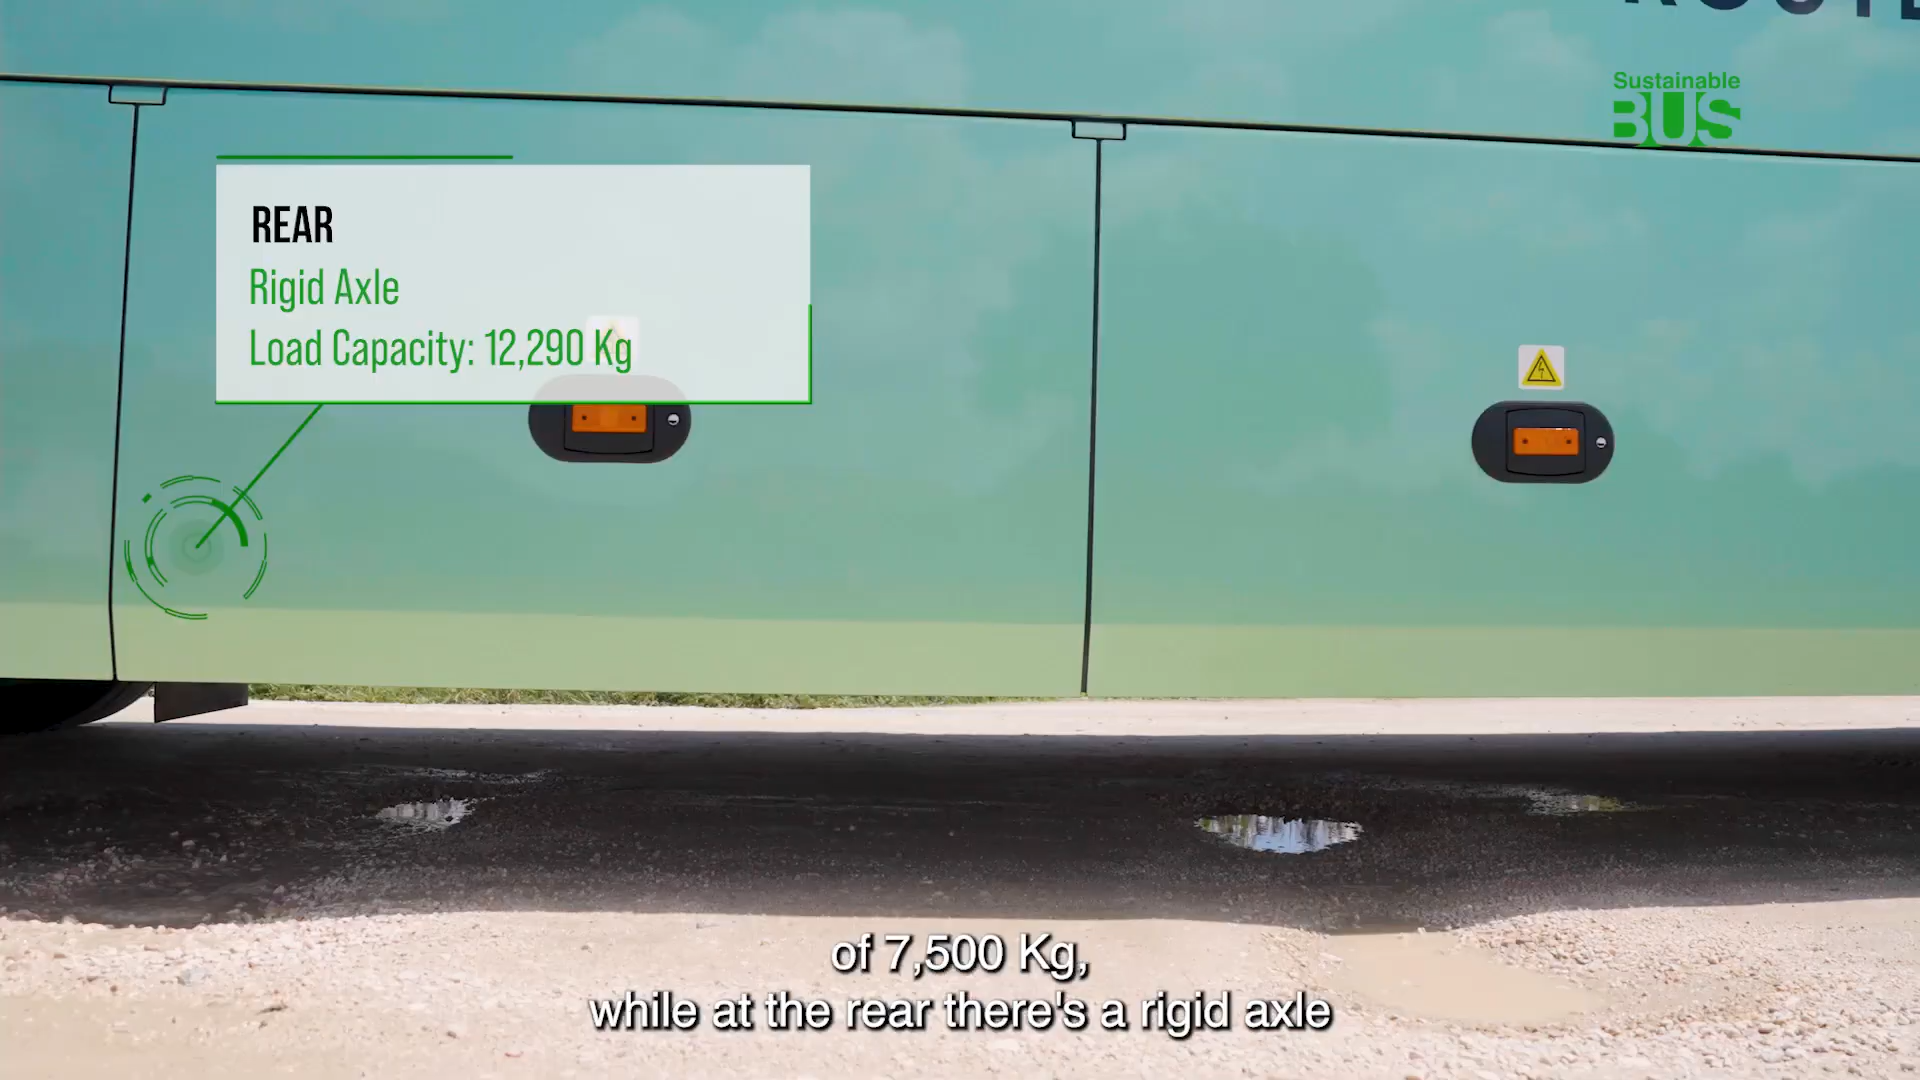 Sustainable
BUS
REAR
Rigid Axle
Load Capacity: 12,290 Kg
of 7,500 Kg,
while at the rear there's a rigid axle